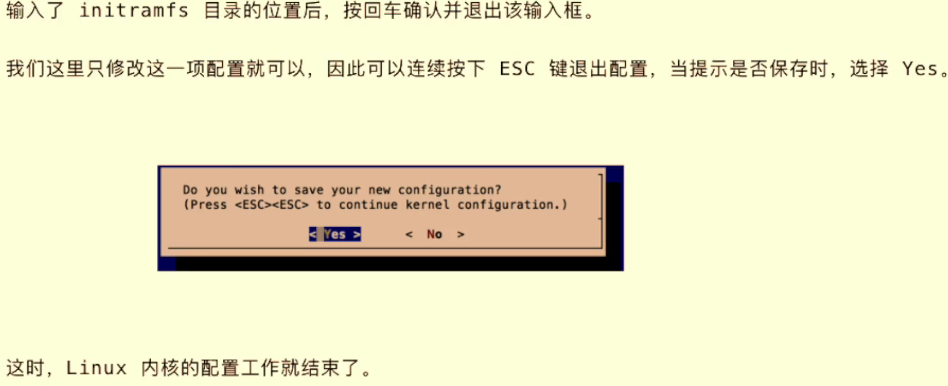 输入了 initramfs 目录的位置后，按回车确认并退出该输入框。
我们这里只修改这一项配置就可以，因此可以连续按下 ESC 键退出配置，当提示是否保存时，选择 Yes。
Do you wish to save your new configuration?
(Press <ESC><ESC> to continue kernel configuration.)
< Yes > < No >
这时，Linux 内核的配置工作就结束了。